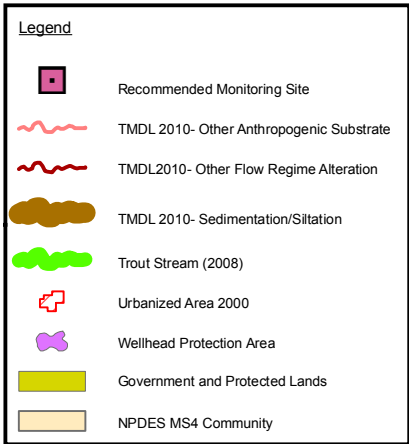 Legend
Recommended Monitoring Site
TMDL 2010- Other Anthropogenic Substrate
TMDL2010- Other Flow Regime Alteration
TMDL 2010- Sedimentation/Siltation
Trout Stream (2008)
Urbanized Area 2000
Wellhead Protection Area
Government and Protected Lands
NPDES MS4 Community